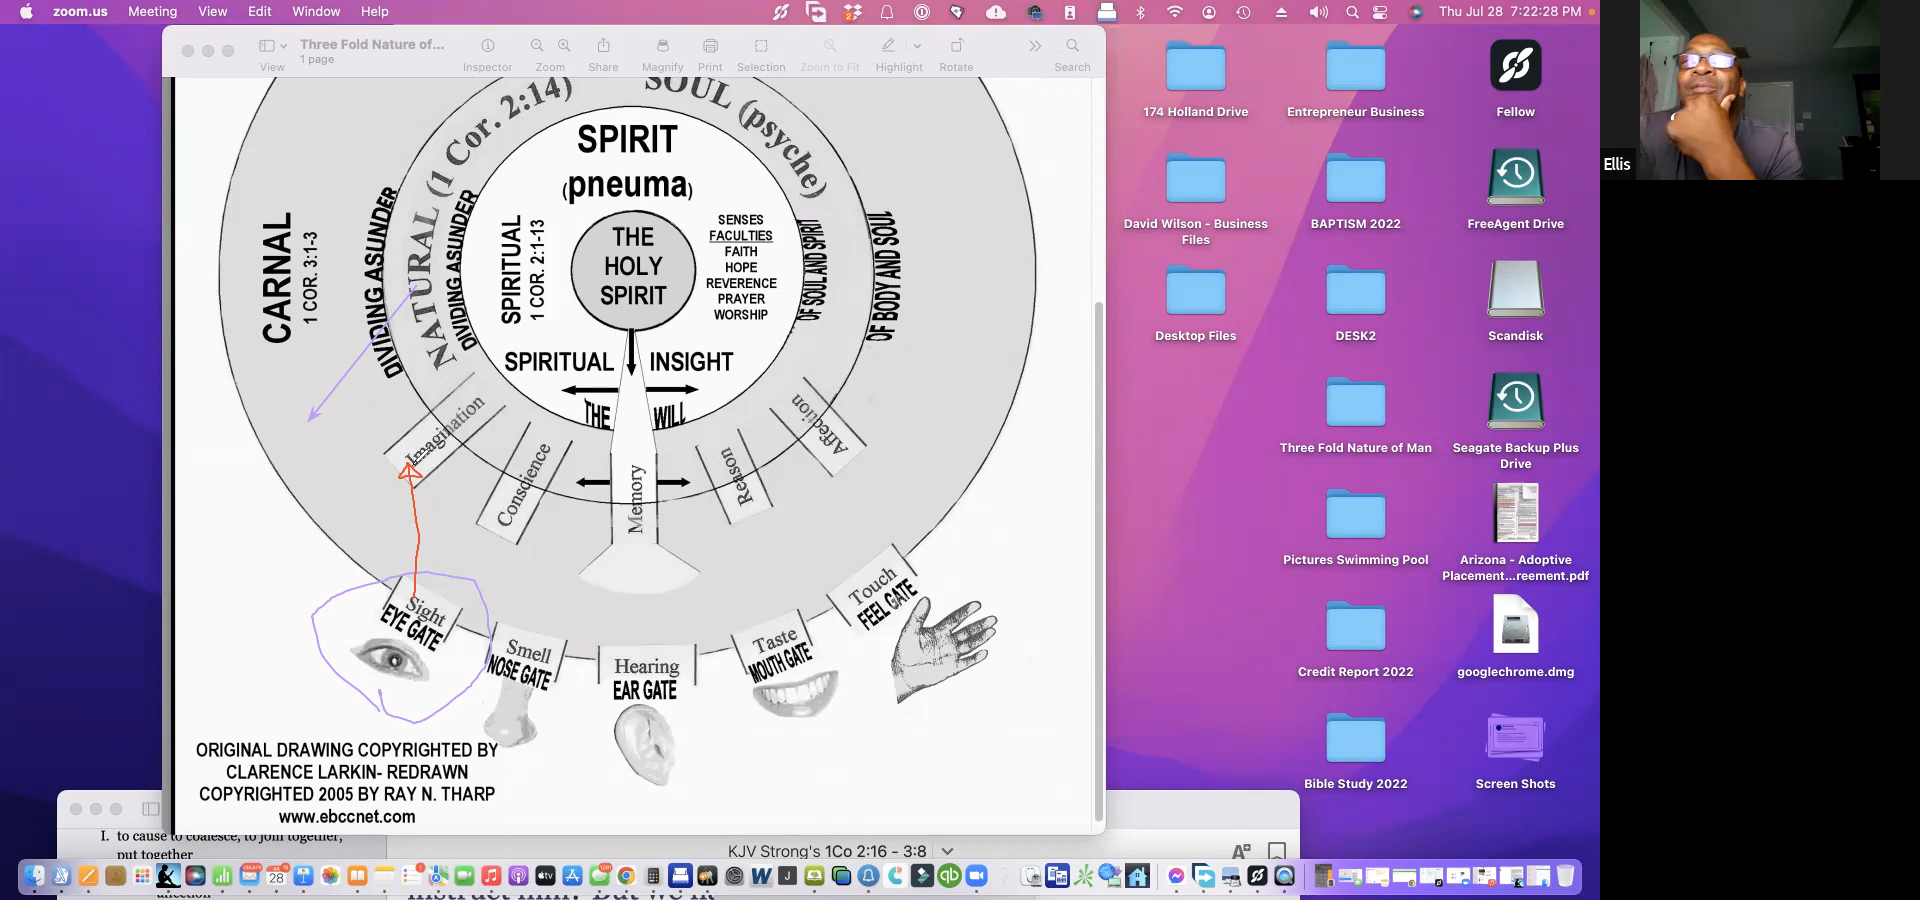 zoom.us Meeting View Edit Window Help
Thu Jul 28 7:22:28 PM
Three Fold Nature of...
1 page
View Inspector Zoom Share Magnify Print Selection Zoom to Fit Highlight Rotate Search
NATURAL (1 Cor. 2:14)
SOUL (psyche)
SPIRIT
(pneuma)
CARNAL
1 COR. 3:1-3
DIVIDING ASUNDER
DIVIDING ASUNDER
SPIRITUAL
1 COR. 2:1-13
THE
HOLY
SPIRIT
SENSES
FACULTIES
FAITH
HOPE
REVERENCE
PRAYER
WORSHIP
OF SOUL AND SPIRIT
OF BODY AND SOUL
SPIRITUAL INSIGHT
THE WILL
Imagination
Conscience
Memory
Reason
Affection
Sight
EYE GATE
Smell
NOSE GATE
Hearing
EAR GATE
Taste
MOUTH GATE
Touch
FEEL GATE
ORIGINAL DRAWING COPYRIGHTED BY
CLARENCE LARKIN- REDRAWN
COPYRIGHTED 2005 BY RAY N. THARP
www.ebccnet.com
I. to cause to coalesce, to join together,
put together
KJV Strong's 1Co 2:16 - 3:8
174 Holland Drive
Entrepreneur Business
Fellow
David Wilson - Business
Files
BAPTISM 2022
FreeAgent Drive
Desktop Files
DESK2
Scandisk
Three Fold Nature of Man
Seagate Backup Plus
Drive
Pictures Swimming Pool
Arizona - Adoptive
Placement...reement.pdf
Credit Report 2022
googlechrome.dmg
Bible Study 2022
Screen Shots
Ellis